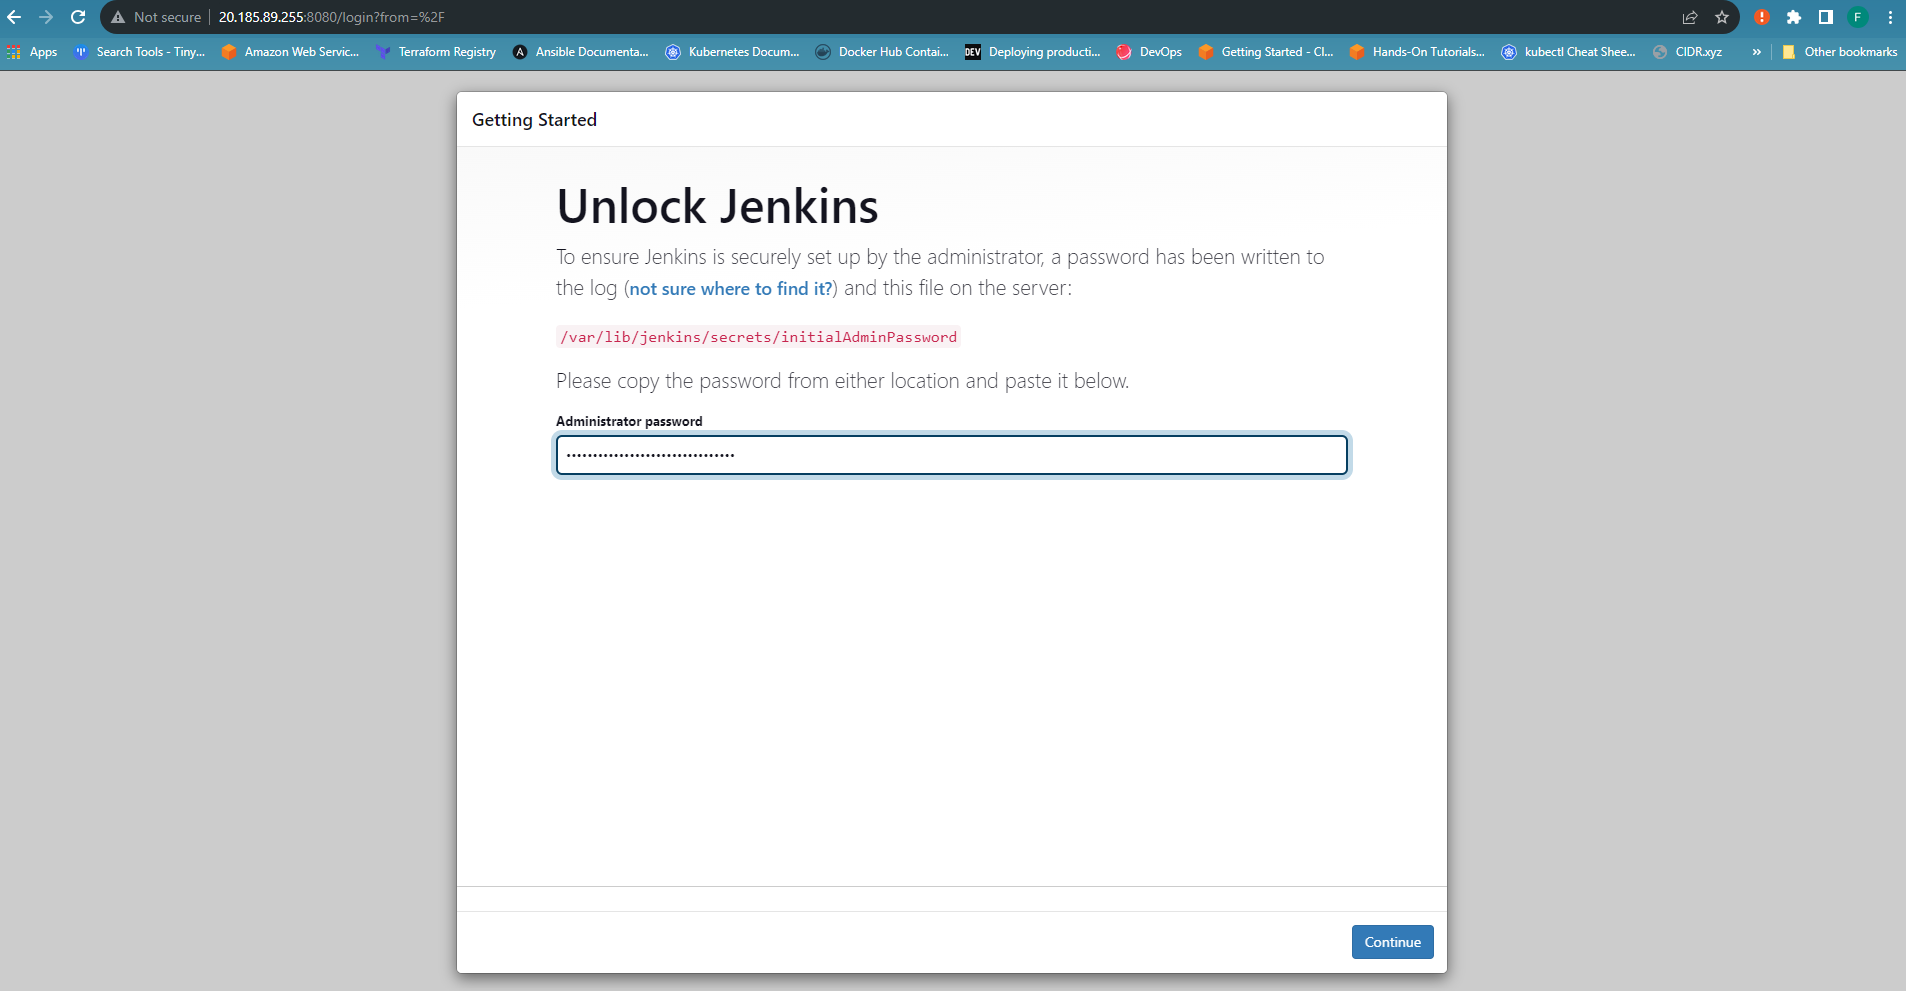 Not secure 20.185.89.255:8080/login?from=%2F F
Apps Search Tools - Tiny... Amazon Web Servic... Terraform Registry A Ansible Documenta... Kubernetes Docum... Docker Hub Contai... DEV Deploying producti... DevOps Getting Started - Cl... Hands-On Tutorials... kubectl Cheat Shee... CIDR.xyz » Other bookmarks
Getting Started
Unlock Jenkins
To ensure Jenkins is securely set up by the administrator, a password has been written to
the log (not sure where to find it?) and this file on the server:
/var/lib/jenkins/secrets/initialAdminPassword
Please copy the password from either location and paste it below.
Administrator password
••••••••••••••••••••••••••••••••
Continue